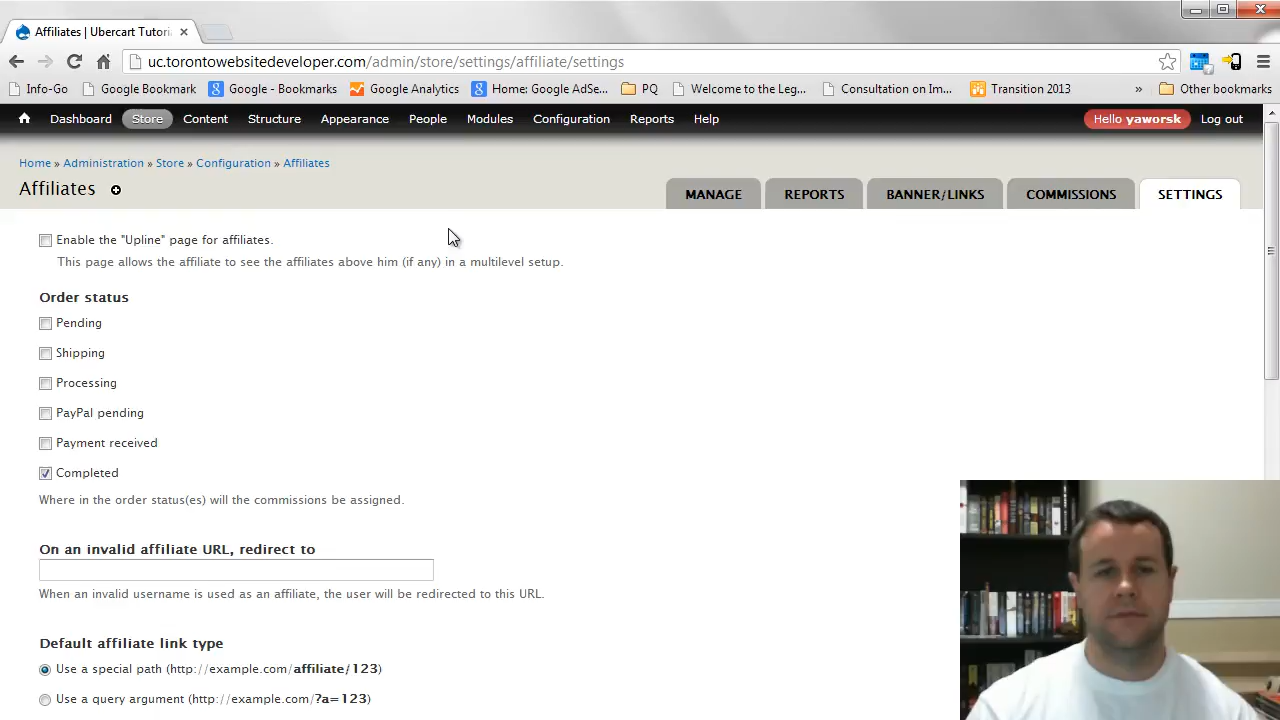 Affiliates | Ubercart Tutori
uc.torontowebsitedeveloper.com/admin/store/settings/affiliate/settings
Info-Go Google Bookmark Google Bookmarks Google Analytics Home: Google AdSe... PQ Welcome to the Leg... Consultation on Im... Transition 2013 » Other bookmarks
Dashboard Store Content Structure Appearance People Modules Configuration Reports Help Hello yaworsk Log out
Home » Administration » Store » Configuration » Affiliates
Affiliates MANAGE REPORTS BANNER/LINKS COMMISSIONS SETTINGS
Enable the "Upline" page for affiliates.
This page allows the affiliate to see the affiliates above him (if any) in a multilevel setup.
Order status
Pending
Shipping
Processing
PayPal pending
Payment received
Completed
Where in the order status(es) will the commissions be assigned.
On an invalid affiliate URL, redirect to
When an invalid username is used as an affiliate, the user will be redirected to this URL.
Default affiliate link type
Use a special path (http://example.com/affiliate/123)
Use a query argument (http://example.com/?a=123)